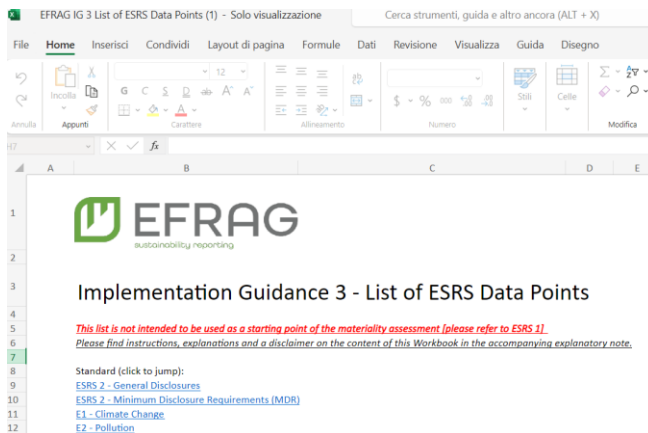 EFRAG IG 3 List of ESRS Data Points (1) - Solo visualizzazione
Cerca strumenti, guida e altro ancora (ALT + X)
File Home Inserisci Condividi Layout di pagina Formule Dati Revisione Visualizza Guida Disegno
Incolla
12
G C S D ab A^ A˅
$ % 000
Stili
Celle
Annulla Appunti Carattere Allineamento Numero Modifica
H7
fx
A B C D E
1
EFRAG
sustainability reporting
2
3 Implementation Guidance 3 - List of ESRS Data Points
4
5 This list is not intended to be used as a starting point of the materiality assessment [please refer to ESRS 1]
6 Please find instructions, explanations and a disclaimer on the content of this Workbook in the accompanying explanatory note.
7
8 Standard (click to jump):
9 ESRS 2 - General Disclosures
10 ESRS 2 - Minimum Disclosure Requirements (MDR)
11 E1 - Climate Change
12 E2 - Pollution